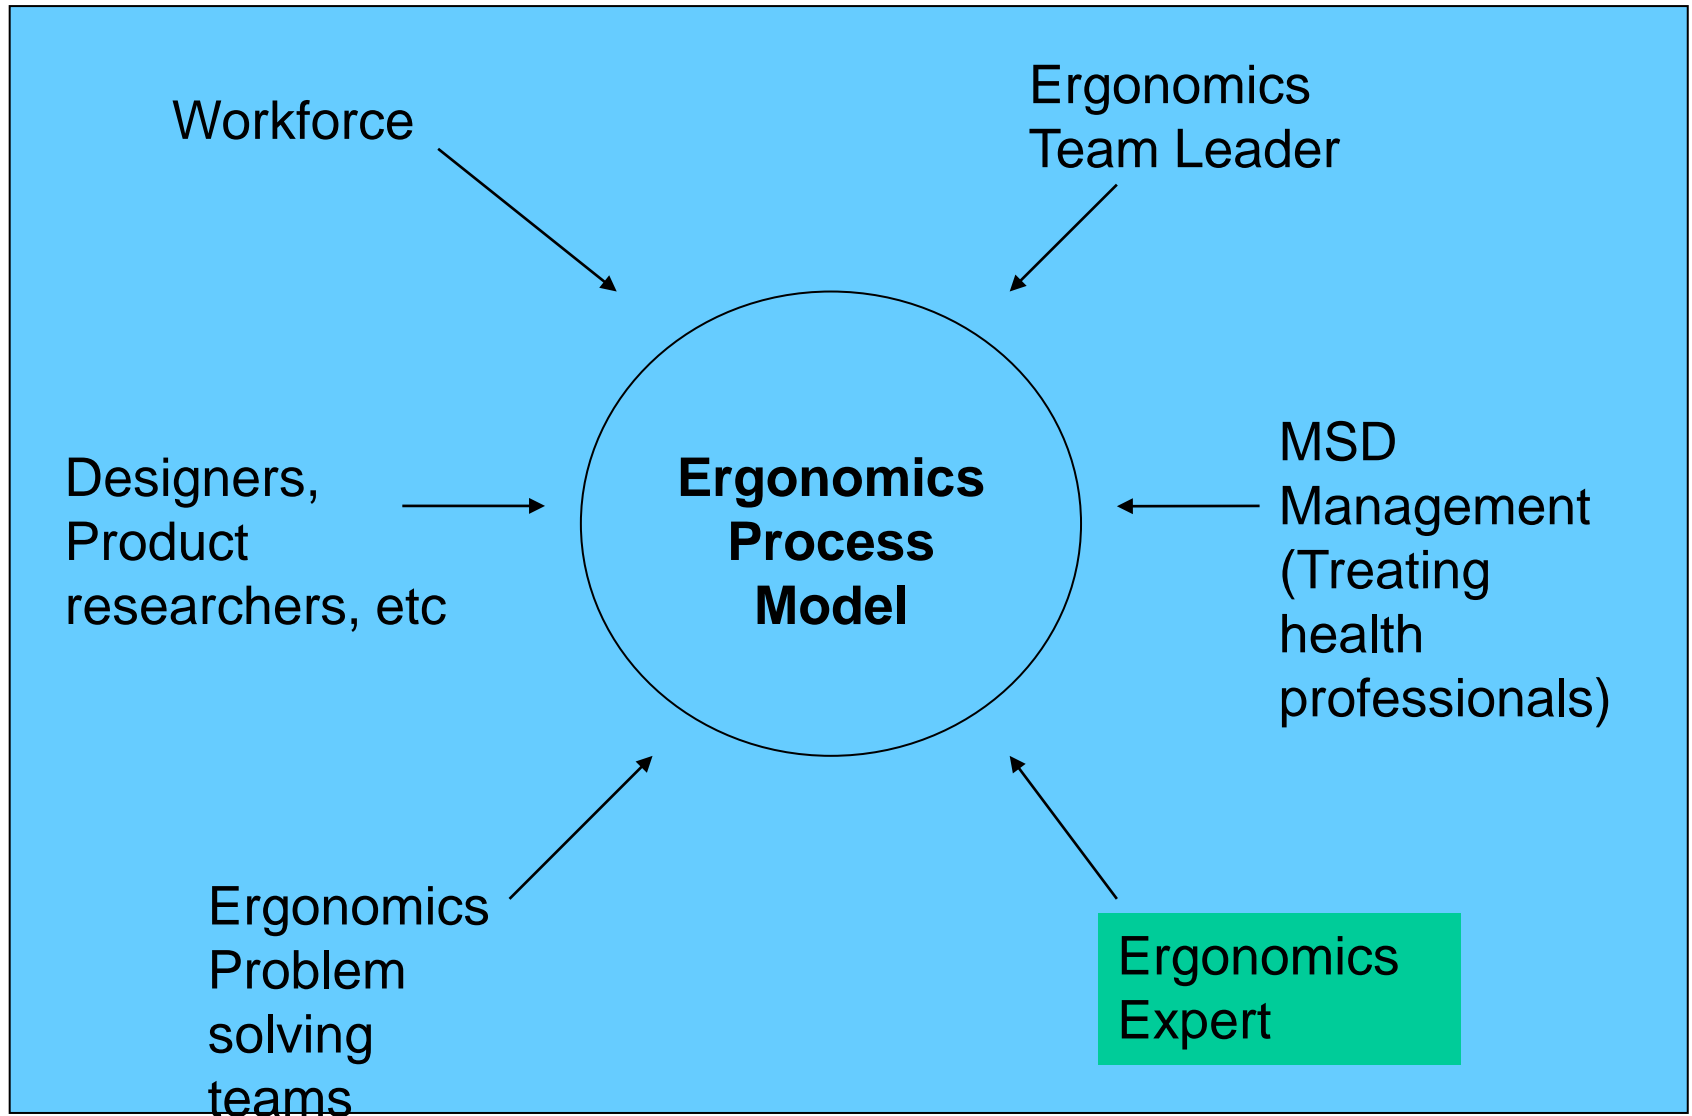 Workforce
Ergonomics
Team Leader
Designers,
Product
researchers, etc
Ergonomics
Process
Model
MSD
Management
(Treating
health
professionals)
Ergonomics
Problem
solving
teams
Ergonomics
Expert